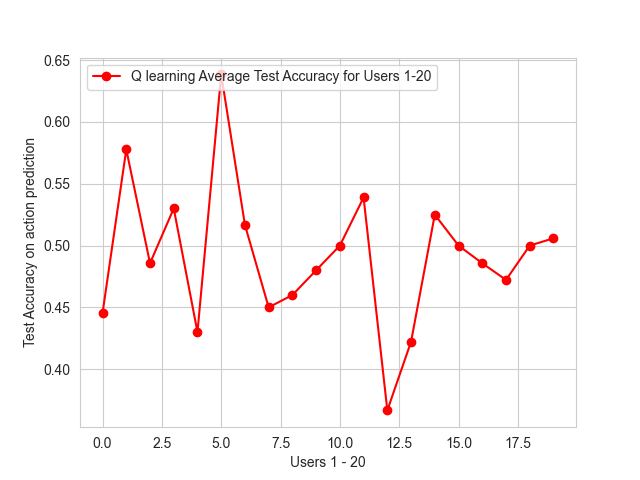 Q learning Average Test Accuracy for Users 1-20
Test Accuracy on action prediction
0.65
0.60
0.55
0.50
0.45
0.40
0.0 2.5 5.0 7.5 10.0 12.5 15.0 17.5
Users 1 - 20